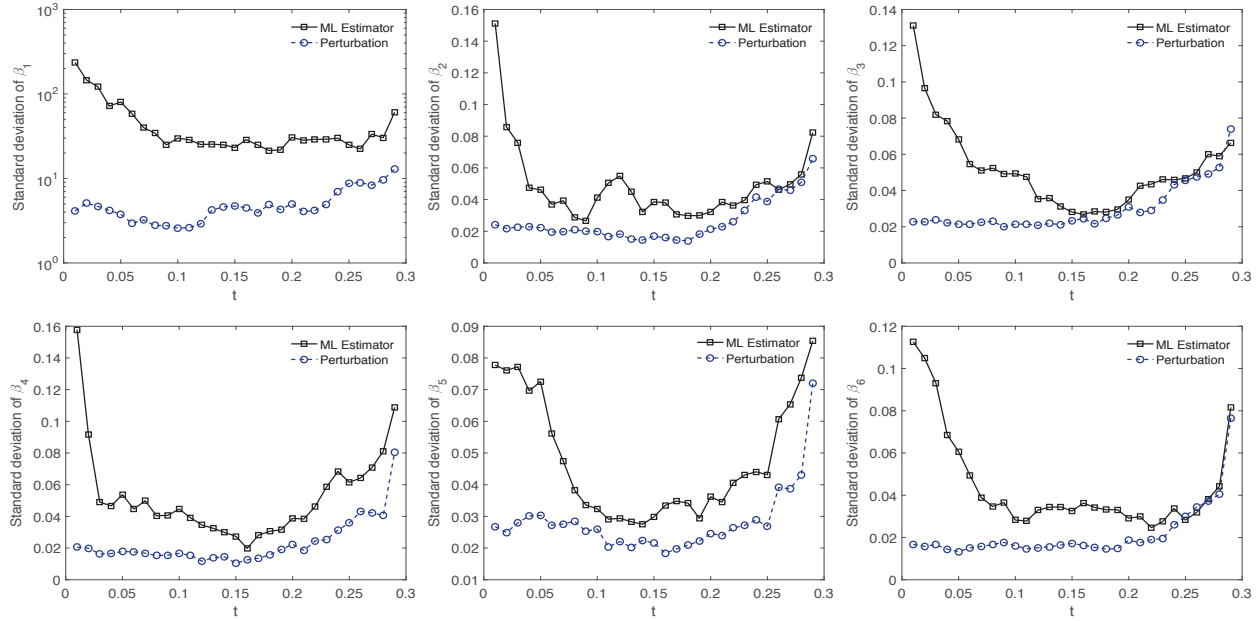 Standard deviation of β1
10^3
10^2
10^1
10^0
ML Estimator
Perturbation
0 0.05 0.1 0.15 0.2 0.25 0.3
t
Standard deviation of β2
0.16
0.14
0.12
0.1
0.08
0.06
0.04
0.02
0
ML Estimator
Perturbation
0 0.05 0.1 0.15 0.2 0.25 0.3
t
Standard deviation of β3
0.14
0.12
0.1
0.08
0.06
0.04
0.02
0
ML Estimator
Perturbation
0 0.05 0.1 0.15 0.2 0.25 0.3
t
Standard deviation of β4
0.16
0.14
0.12
0.1
0.08
0.06
0.04
0.02
0
ML Estimator
Perturbation
0 0.05 0.1 0.15 0.2 0.25 0.3
t
Standard deviation of β5
0.09
0.08
0.07
0.06
0.05
0.04
0.03
0.02
0.01
ML Estimator
Perturbation
0 0.05 0.1 0.15 0.2 0.25 0.3
t
Standard deviation of β6
0.12
0.1
0.08
0.06
0.04
0.02
0
ML Estimator
Perturbation
0 0.05 0.1 0.15 0.2 0.25 0.3
t